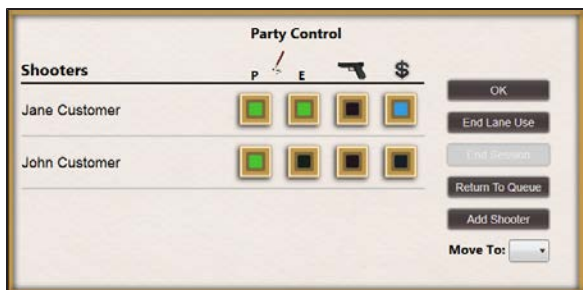 Party Control
Shooters P E $
Jane Customer
John Customer
OK
End Lane Use
End Session
Return To Queue
Add Shooter
Move To: